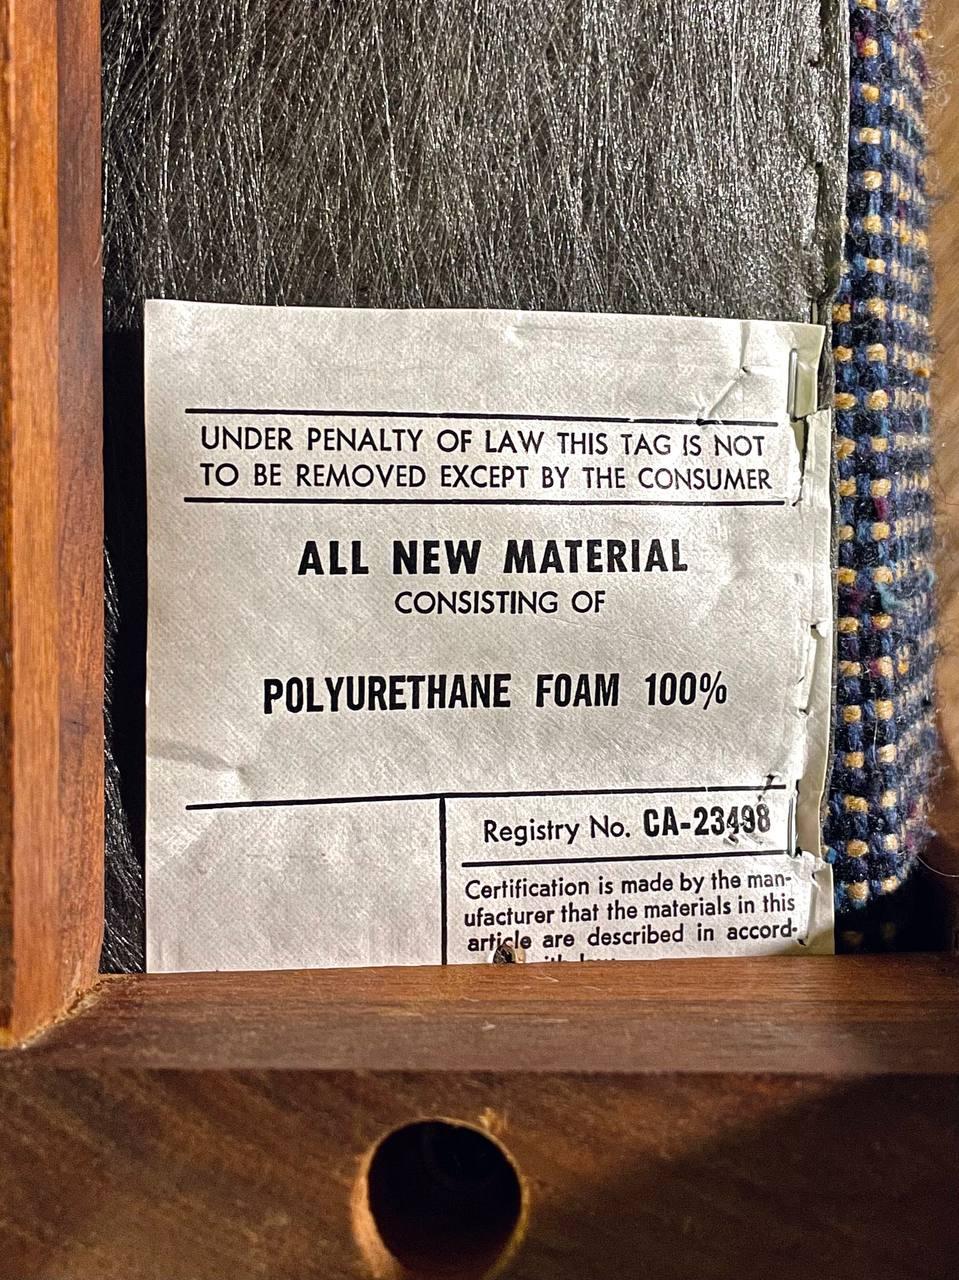 UNDER PENALTY OF LAW THIS TAG IS NOT
TO BE REMOVED EXCEPT BY THE CONSUMER
ALL NEW MATERIAL
CONSISTING OF
POLYURETHANE FOAM 100%
Registry No. CA-23498
Certification is made by the man-
ufacturer that the materials in this
article are described in accord-